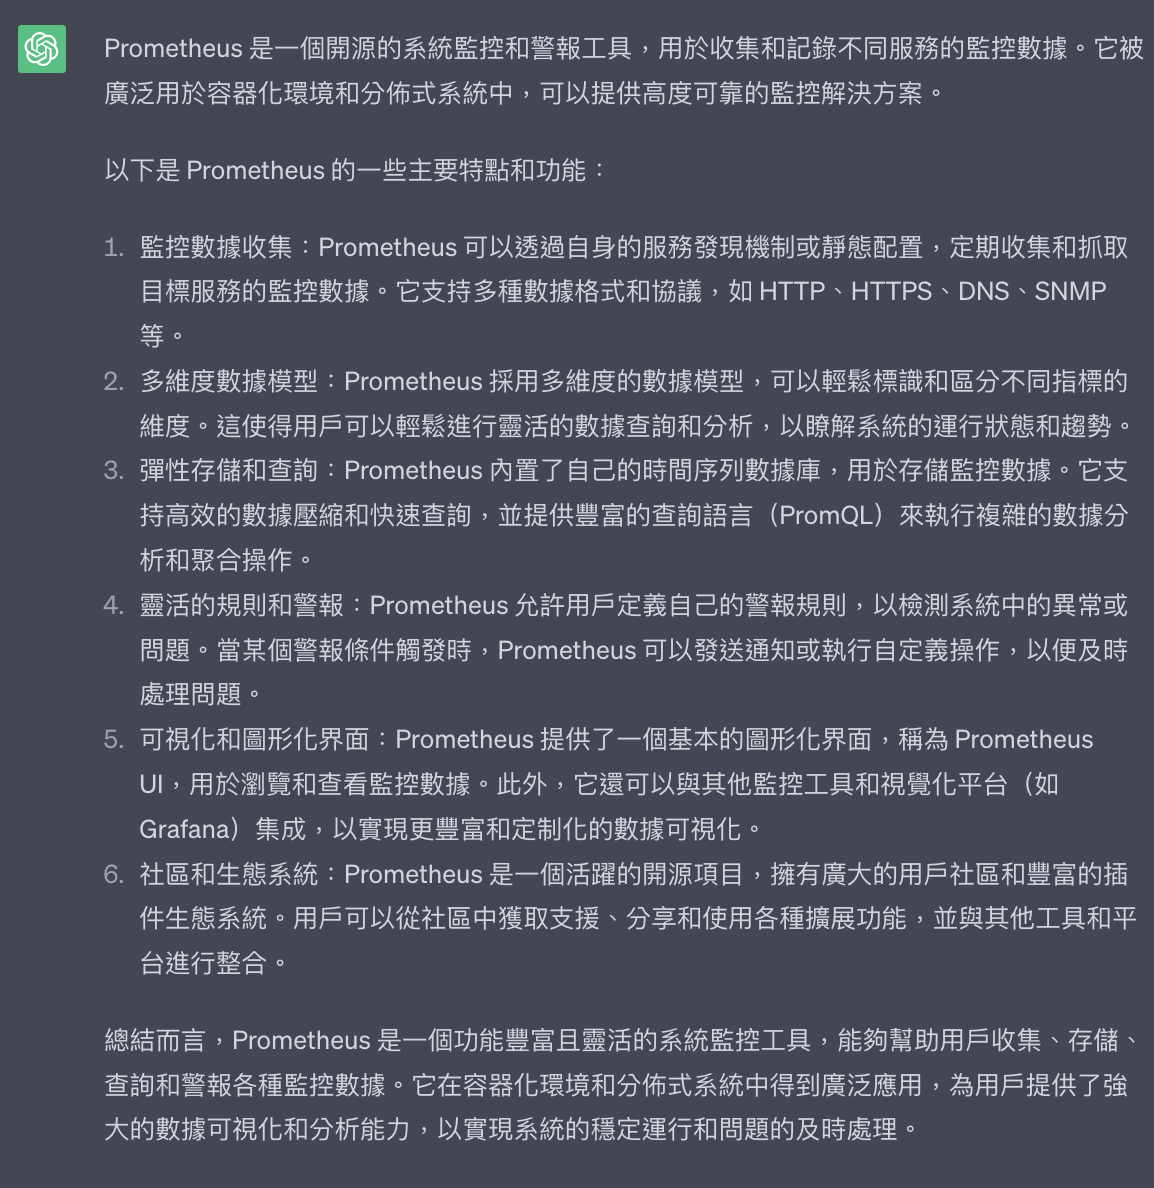 Prometheus 是一個開源的系統監控和警報工具，用於收集和記錄不同服務的監控數據。它被
廣泛用於容器化環境和分佈式系統中，可以提供高度可靠的監控解決方案。
以下是 Prometheus 的一些主要特點和功能：
1. 監控數據收集：Prometheus 可以透過自身的服務發現機制或靜態配置，定期收集和抓取
目標服務的監控數據。它支持多種數據格式和協議，如 HTTP、HTTPS、DNS、SNMP
等。
2. 多維度數據模型：Prometheus 採用多維度的數據模型，可以輕鬆標識和區分不同指標的
維度。這使得用戶可以輕鬆進行靈活的數據查詢和分析，以瞭解系統的運行狀態和趨勢。
3. 彈性存儲和查詢：Prometheus 內置了自己的時間序列數據庫，用於存儲監控數據。它支
持高效的數據壓縮和快速查詢，並提供豐富的查詢語言（PromQL）來執行複雜的數據分
析和聚合操作。
4. 靈活的規則和警報：Prometheus 允許用戶定義自己的警報規則，以檢測系統中的異常或
問題。當某個警報條件觸發時，Prometheus 可以發送通知或執行自定義操作，以便及時
處理問題。
5. 可視化和圖形化界面：Prometheus 提供了一個基本的圖形化界面，稱為 Prometheus
UI，用於瀏覽和查看監控數據。此外，它還可以與其他監控工具和視覺化平台（如
Grafana）集成，以實現更豐富和定制化的數據可視化。
6. 社區和生態系統：Prometheus 是一個活躍的開源項目，擁有廣大的用戶社區和豐富的插
件生態系統。用戶可以從社區中獲取支援、分享和使用各種擴展功能，並與其他工具和平
台進行整合。
總結而言，Prometheus 是一個功能豐富且靈活的系統監控工具，能夠幫助用戶收集、存儲、
查詢和警報各種監控數據。它在容器化環境和分佈式系統中得到廣泛應用，為用戶提供了強
大的數據可視化和分析能力，以實現系統的穩定運行和問題的及時處理。